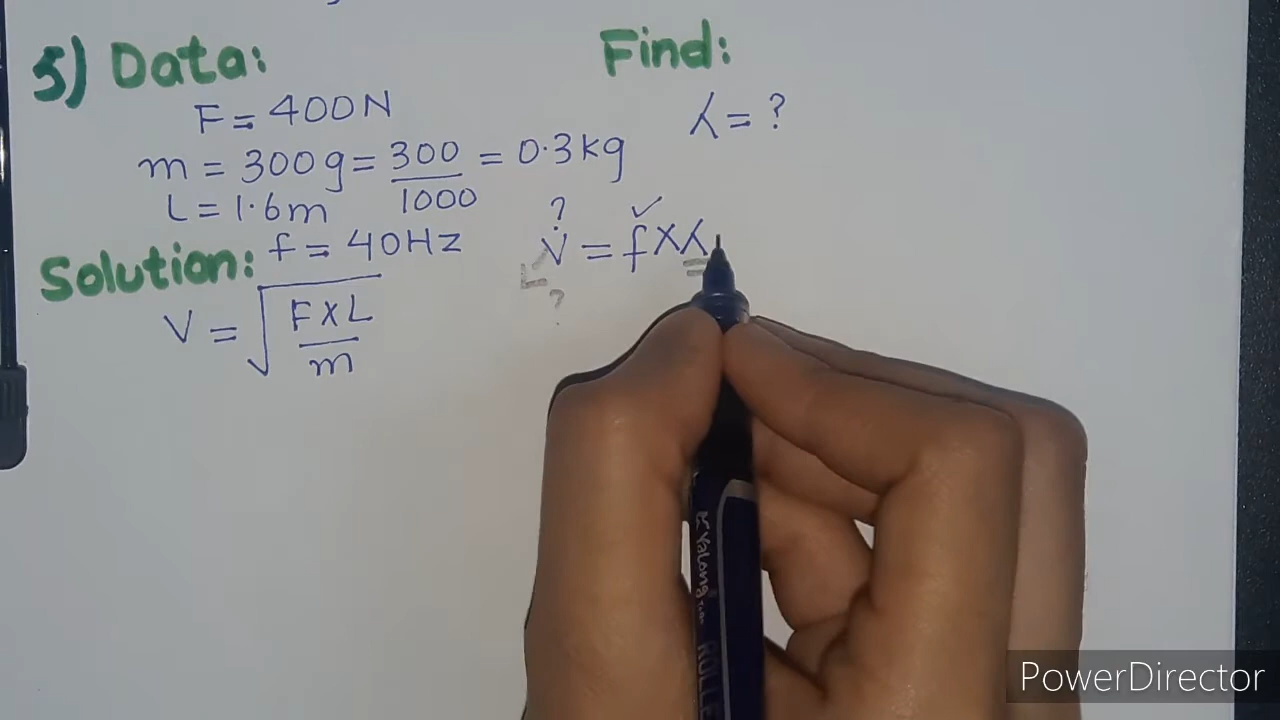 5) Data:
Find:
F = 400N
λ = ?
m = 300g = 300/1000 = 0.3kg
L = 1.6m
f = 40Hz
?
✓
V = f x λ
?
Solution:
V = √(F x L/m)
PowerDirector